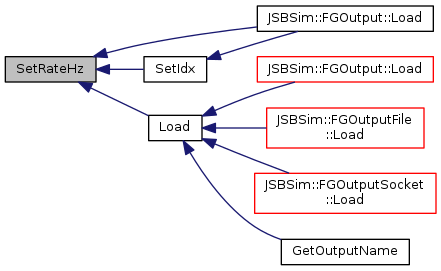 JSBSim::FGOutput::Load
SetRateHz
SetIdx
JSBSim::FGOutput::Load
Load
JSBSim::FGOutputFile
::Load
JSBSim::FGOutputSocket
::Load
GetOutputName